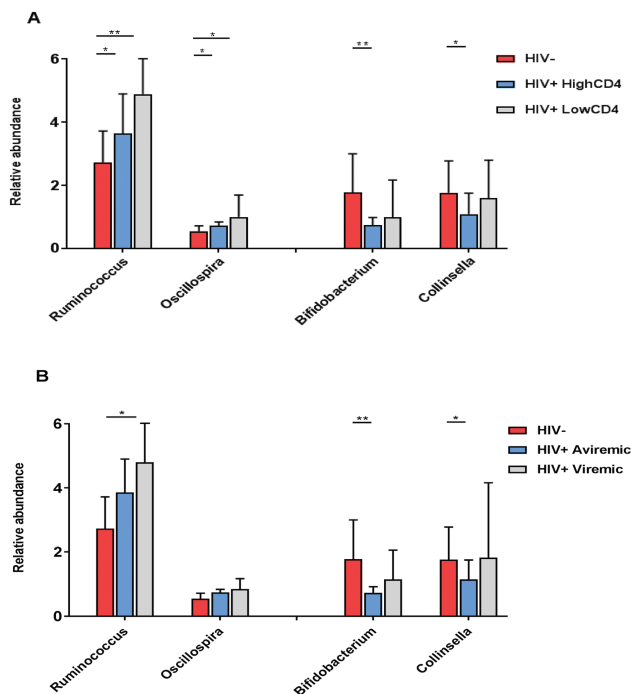 A
** 
* 
* 
* 
** 
* 
HIV-
HIV+ HighCD4
HIV+ LowCD4
Relative abundance
6
4
2
0
Ruminococcus
Oscillospira
Bifidobacterium
Collinsella
B
*
**
*
HIV-
HIV+ Aviremic
HIV+ Viremic
Relative abundance
6
4
2
0
Ruminococcus
Oscillospira
Bifidobacterium
Collinsella